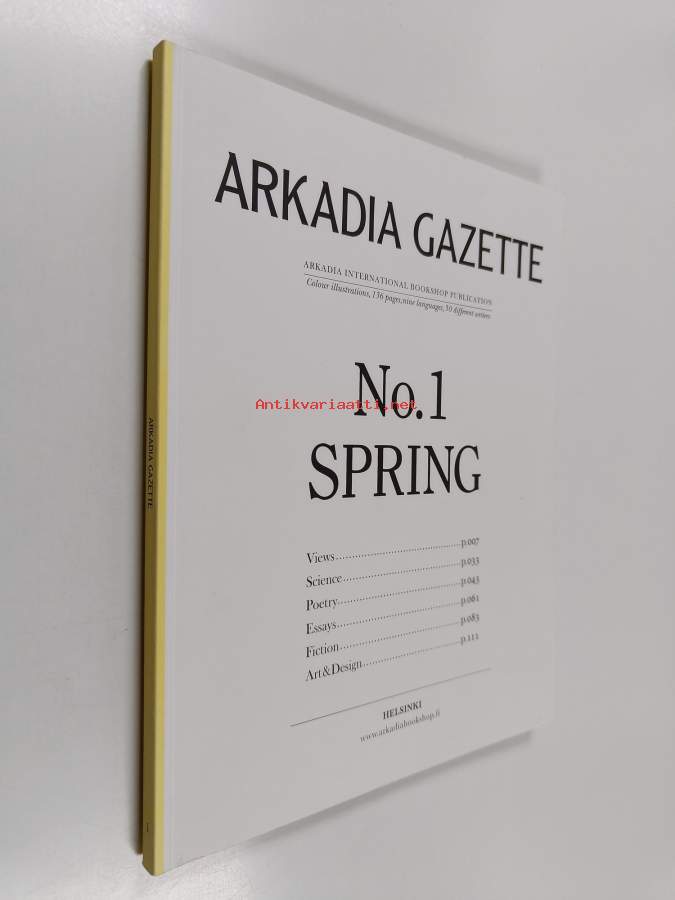 ARKADIA GAZETTE
ARKADIA INTERNATIONAL BOOKSHOP PUBLICATION
Colour illustrations, 136 pages, nine languages, 30 different writers
Antikvariaatti.net
No.1
SPRING
Views..........................................p.007
Science.......................................p.033
Poetry.........................................p.045
Essays.........................................p.061
Fiction........................................p.083
Art&Design.................................p.111
HELSINKI
www.arkadiabookshop.fi
ARKADIA GAZETTE
1